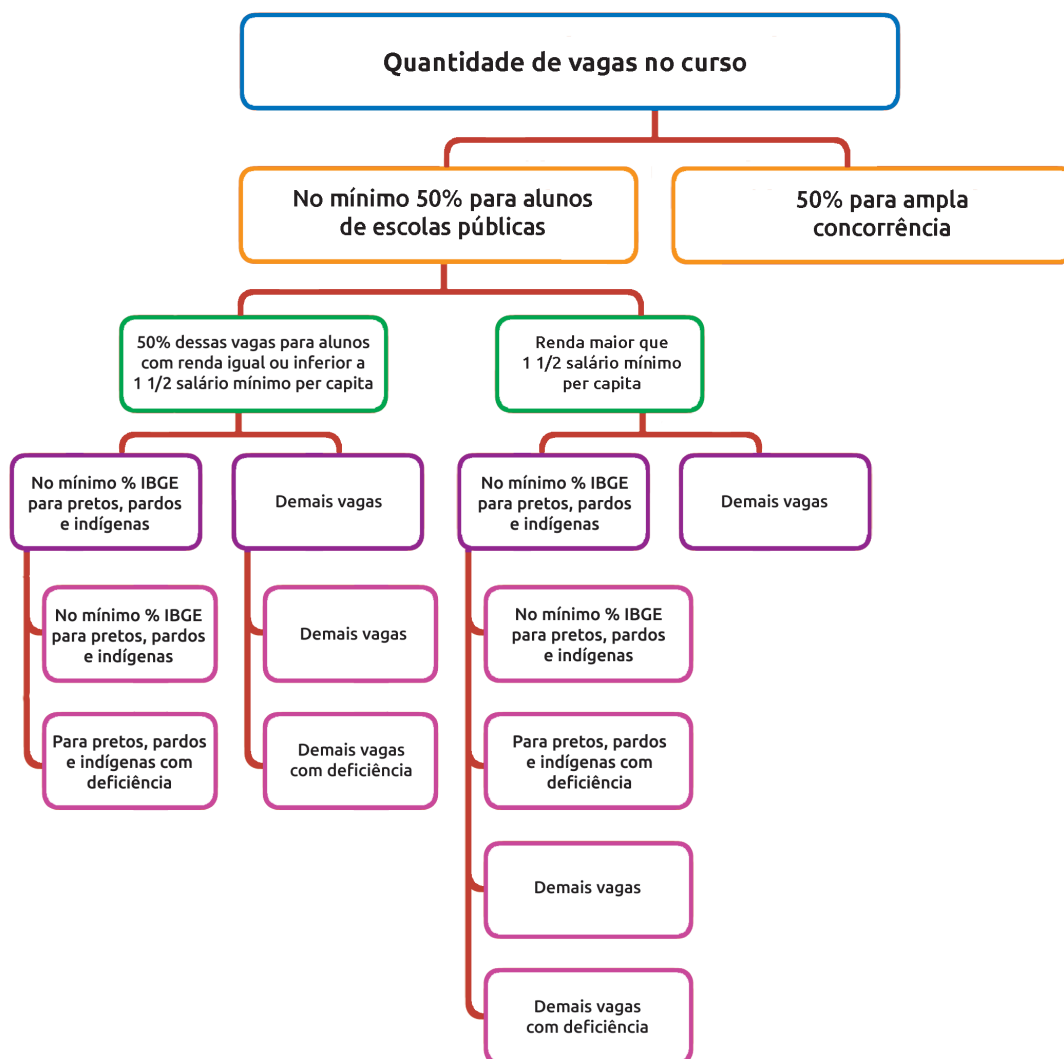 Quantidade de vagas no curso
No mínimo 50% para alunos
de escolas públicas
50% para ampla
concorrência
50% dessas vagas para alunos
com renda igual ou inferior a
1 1/2 salário mínimo per capita
Renda maior que
1 1/2 salário mínimo
per capita
No mínimo % IBGE
para pretos, pardos
e indígenas
Demais vagas
No mínimo % IBGE
para pretos, pardos
e indígenas
Demais vagas
No mínimo % IBGE
para pretos, pardos
e indígenas
Demais vagas
No mínimo % IBGE
para pretos, pardos
e indígenas
Para pretos, pardos
e indígenas com
deficiência
Demais vagas
com deficiência
Para pretos, pardos
e indígenas com
deficiência
Demais vagas
Demais vagas
com deficiência